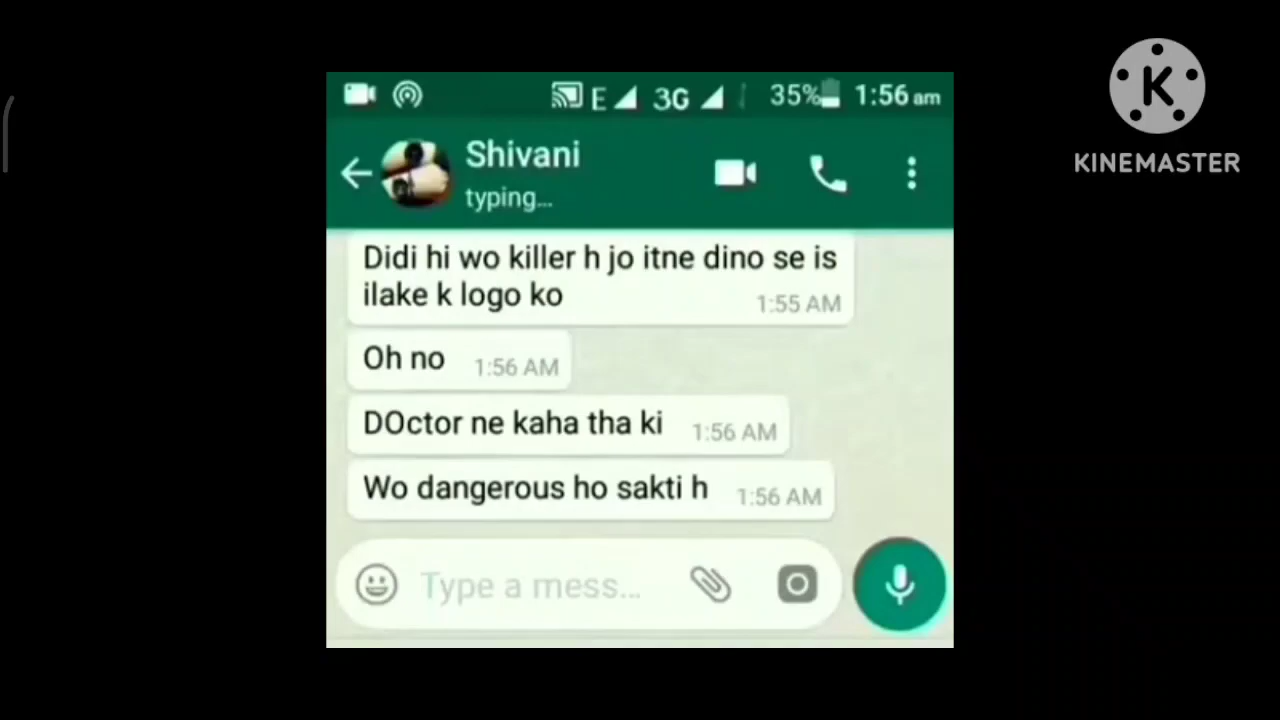 E 3G 35% 1:56 am
KINEMASTER
Shivani
typing...
Didi hi wo killer h jo itne dino se is
ilake k logo ko 1:55 AM
Oh no 1:56 AM
DOctor ne kaha tha ki 1:56 AM
Wo dangerous ho sakti h 1:56 AM
Type a mess...